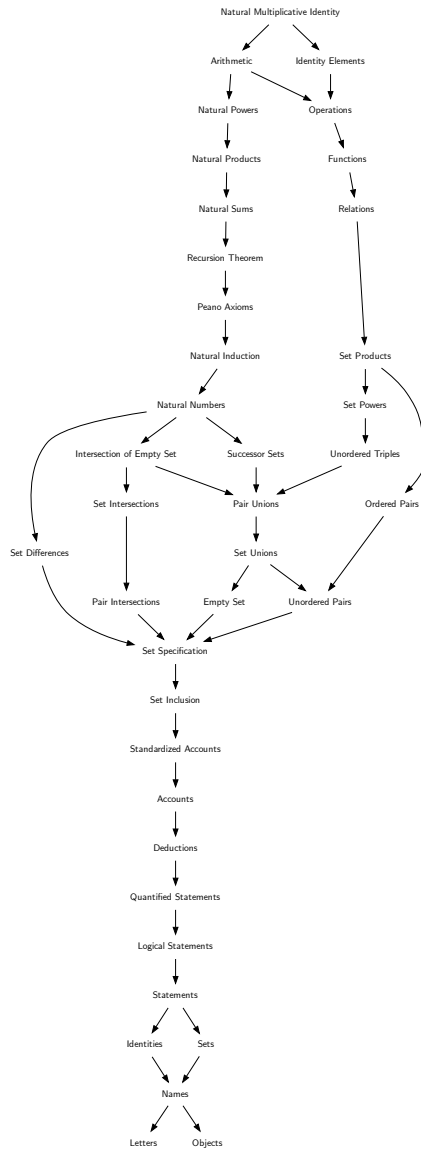 Natural Multiplicative Identity
Arithmetic
Identity Elements
Natural Powers
Operations
Natural Products
Functions
Natural Sums
Relations
Recursion Theorem
Peano Axioms
Natural Induction
Set Products
Natural Numbers
Set Powers
Intersection of Empty Set
Successor Sets
Unordered Triples
Set Intersections
Pair Unions
Ordered Pairs
Set Differences
Set Unions
Pair Intersections
Empty Set
Unordered Pairs
Set Specification
Set Inclusion
Standardized Accounts
Accounts
Deductions
Quantified Statements
Logical Statements
Statements
Identities
Sets
Names
Letters
Objects